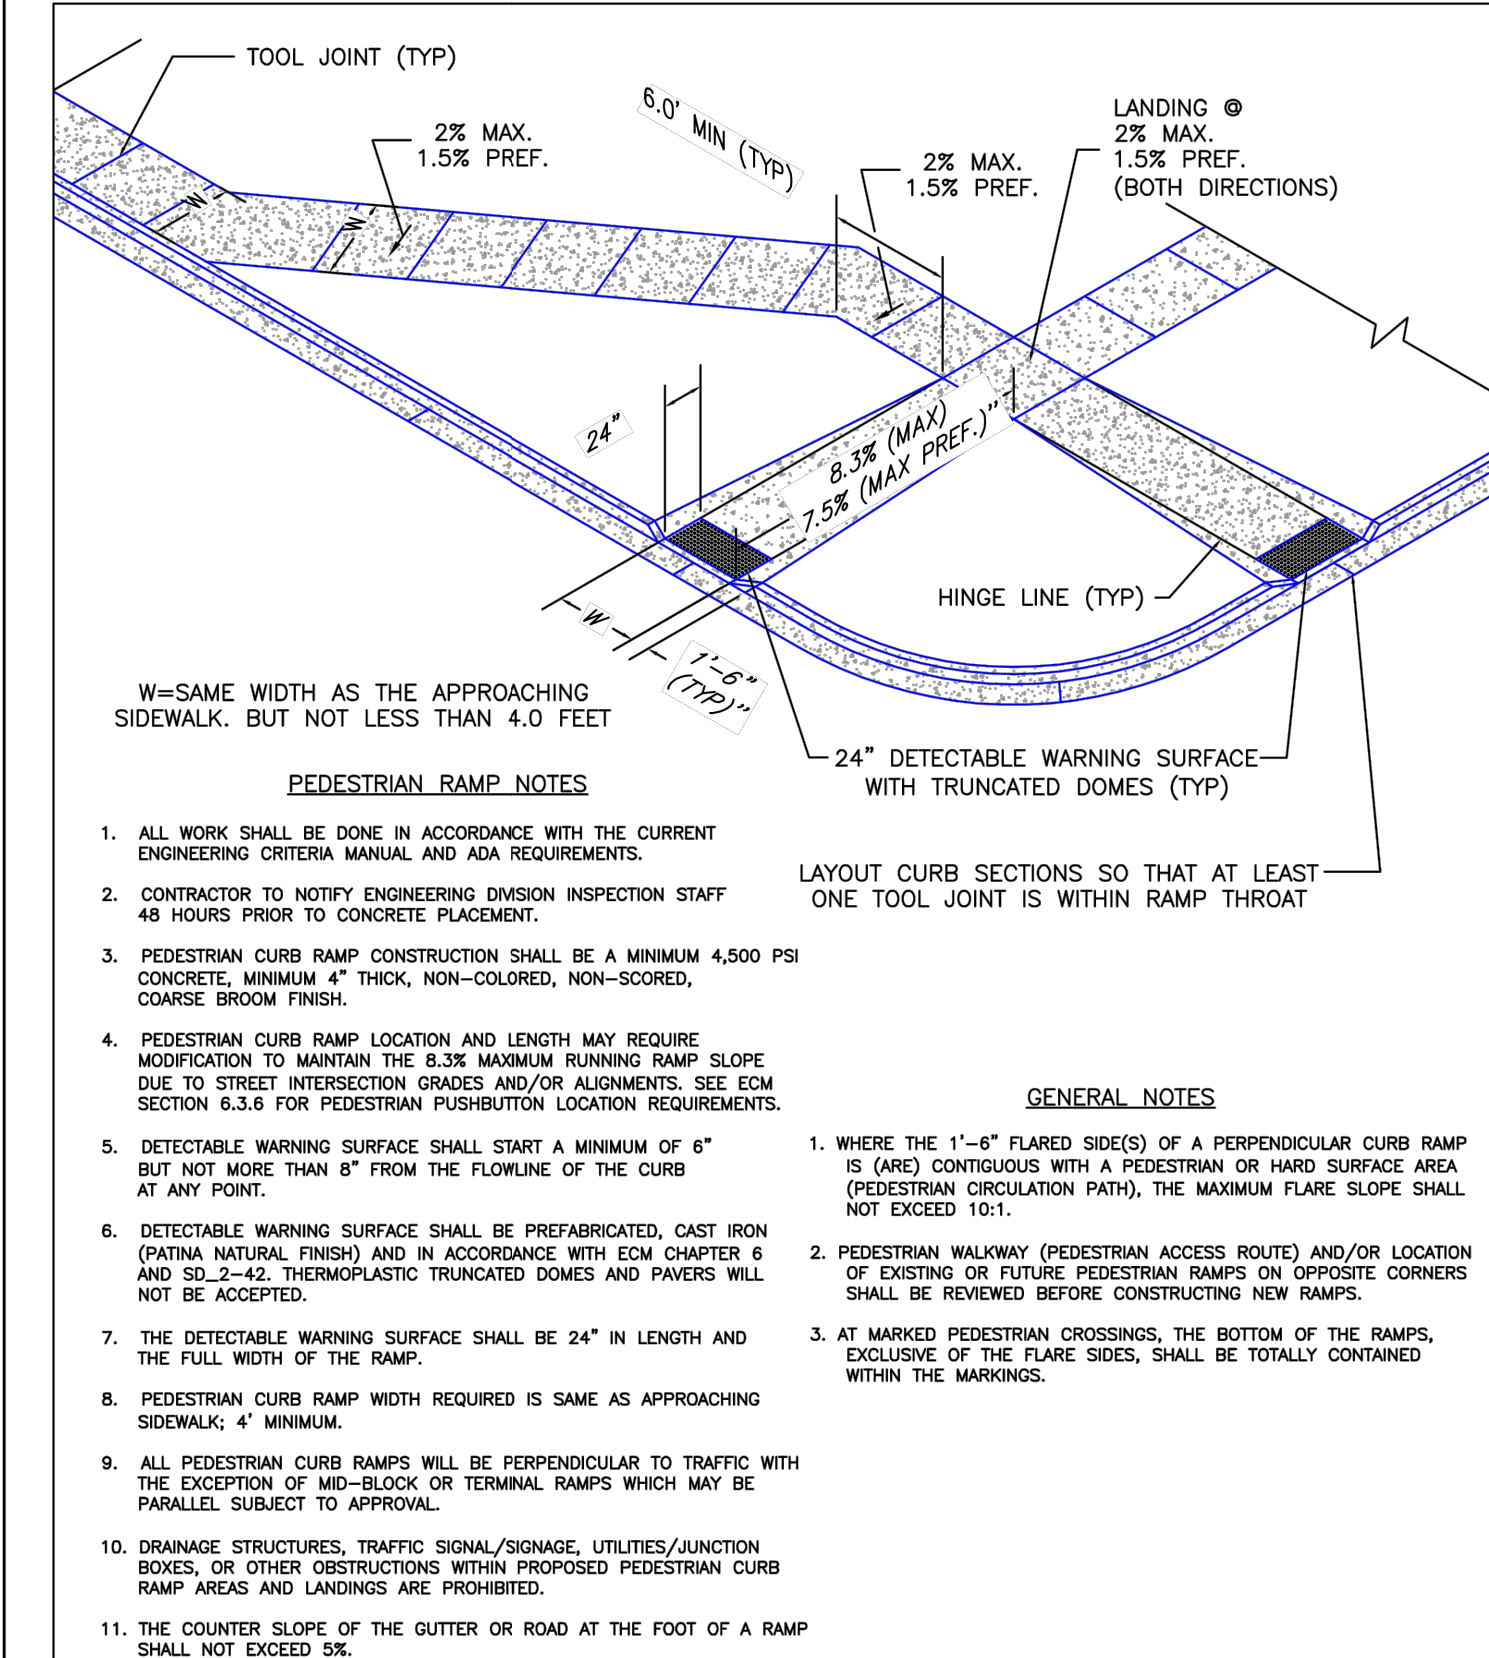 TOOL JOINT (TYP)
2% MAX.
1.5% PREF.
6.0' MIN (TYP)
2% MAX.
1.5% PREF.
LANDING @
2% MAX.
1.5% PREF.
(BOTH DIRECTIONS)
W
W
24"
8.3% (MAX)
7.5% (MAX PREF.)"
HINGE LINE (TYP)
W
1'-6"
(TYP)"
W=SAME WIDTH AS THE APPROACHING
SIDEWALK. BUT NOT LESS THAN 4.0 FEET
24" DETECTABLE WARNING SURFACE
WITH TRUNCATED DOMES (TYP)
LAYOUT CURB SECTIONS SO THAT AT LEAST
ONE TOOL JOINT IS WITHIN RAMP THROAT
PEDESTRIAN RAMP NOTES
1. ALL WORK SHALL BE DONE IN ACCORDANCE WITH THE CURRENT
ENGINEERING CRITERIA MANUAL AND ADA REQUIREMENTS.
2. CONTRACTOR TO NOTIFY ENGINEERING DIVISION INSPECTION STAFF
48 HOURS PRIOR TO CONCRETE PLACEMENT.
3. PEDESTRIAN CURB RAMP CONSTRUCTION SHALL BE A MINIMUM 4,500 PSI
CONCRETE, MINIMUM 4" THICK, NON-COLORED, NON-SCORED,
COARSE BROOM FINISH.
4. PEDESTRIAN CURB RAMP LOCATION AND LENGTH MAY REQUIRE
MODIFICATION TO MAINTAIN THE 8.3% MAXIMUM RUNNING RAMP SLOPE
DUE TO STREET INTERSECTION GRADES AND/OR ALIGNMENTS. SEE ECM
SECTION 6.3.6 FOR PEDESTRIAN PUSHBUTTON LOCATION REQUIREMENTS.
5. DETECTABLE WARNING SURFACE SHALL START A MINIMUM OF 6"
BUT NOT MORE THAN 8" FROM THE FLOWLINE OF THE CURB
AT ANY POINT.
6. DETECTABLE WARNING SURFACE SHALL BE PREFABRICATED, CAST IRON
(PATINA NATURAL FINISH) AND IN ACCORDANCE WITH ECM CHAPTER 6
AND SD_2-42. THERMOPLASTIC TRUNCATED DOMES AND PAVERS WILL
NOT BE ACCEPTED.
7. THE DETECTABLE WARNING SURFACE SHALL BE 24" IN LENGTH AND
THE FULL WIDTH OF THE RAMP.
8. PEDESTRIAN CURB RAMP WIDTH REQUIRED IS SAME AS APPROACHING
SIDEWALK; 4' MINIMUM.
9. ALL PEDESTRIAN CURB RAMPS WILL BE PERPENDICULAR TO TRAFFIC WITH
THE EXCEPTION OF MID-BLOCK OR TERMINAL RAMPS WHICH MAY BE
PARALLEL SUBJECT TO APPROVAL.
10. DRAINAGE STRUCTURES, TRAFFIC SIGNAL/SIGNAGE, UTILITIES/JUNCTION
BOXES, OR OTHER OBSTRUCTIONS WITHIN PROPOSED PEDESTRIAN CURB
RAMP AREAS AND LANDINGS ARE PROHIBITED.
11. THE COUNTER SLOPE OF THE GUTTER OR ROAD AT THE FOOT OF A RAMP
SHALL NOT EXCEED 5%.
GENERAL NOTES
1. WHERE THE 1'-6" FLARED SIDE(S) OF A PERPENDICULAR CURB RAMP
IS (ARE) CONTIGUOUS WITH A PEDESTRIAN OR HARD SURFACE AREA
(PEDESTRIAN CIRCULATION PATH), THE MAXIMUM FLARE SLOPE SHALL
NOT EXCEED 10:1.
2. PEDESTRIAN WALKWAY (PEDESTRIAN ACCESS ROUTE) AND/OR LOCATION
OF EXISTING OR FUTURE PEDESTRIAN RAMPS ON OPPOSITE CORNERS
SHALL BE REVIEWED BEFORE CONSTRUCTING NEW RAMPS.
3. AT MARKED PEDESTRIAN CROSSINGS, THE BOTTOM OF THE RAMPS,
EXCLUSIVE OF THE FLARE SIDES, SHALL BE TOTALLY CONTAINED
WITHIN THE MARKINGS.